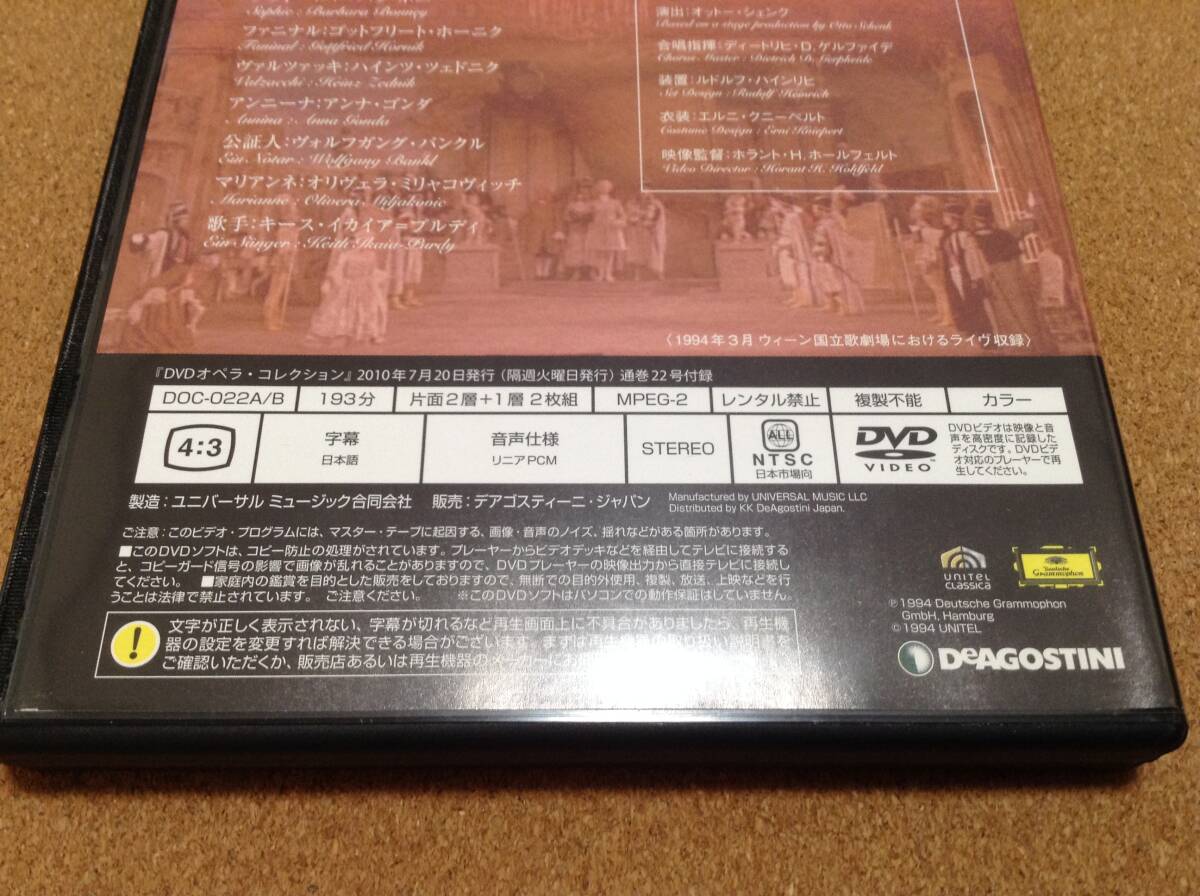 Sophie : Barbara Bonney
ファニナル：ゴットフリート・ホーニク
Faninal : Gottfried Hornik
ヴァルツァッキ：ハインツ・ツェドニク
Valzacchi : Heinz Zednik
アンニーナ：アンナ・ゴンダ
Annina : Anna Gonda
公証人：ヴォルフガング・バンクル
Ein Notar : Wolfgang Bankl
マリアンネ：オリヴェラ・ミリャコヴィッチ
Marianne : Olivera Miljakovic
歌手：キース・イカイア＝プルディ
Ein Sänger : Keith Ikaia-Purdy
演出：オットー・シェンク
Based on a stage production by Otto Schenk
合唱指揮：ディートリヒ・D. ゲルファイデ
Chorus Master : Dietrich D. Gerpheide
装置：ルドルフ・ハインリヒ
Set Design : Rudolf Heinrich
衣装：エルニ・クニーペルト
Costume Design : Erni Kniepert
映像監督：ホラント・H. ホールフェルト
Video Director : Horant H. Hohlfeld
〈1994年3月 ウィーン国立歌劇場におけるライヴ収録〉
『DVDオペラ・コレクション』2010年7月20日発行（隔週火曜日発行）通巻22号付録
DOC-022A/B 193分 片面2層＋1層 2枚組 MPEG-2 レンタル禁止 複製不能 カラー
4:3
字幕
日本語
音声仕様
リニアPCM
STEREO
ALL
NTSC
日本市場向
DVD
VIDEO
DVDビデオは映像と音
声を高密度に記録した
ディスクです。DVDビデ
オ対応のプレーヤーで再
生してください。
製造：ユニバーサル ミュージック合同会社 販売：デアゴスティーニ・ジャパン
Manufactured by UNIVERSAL MUSIC LLC
Distributed by KK DeAgostini Japan.
ご注意：このビデオ・プログラムには、マスター・テープに起因する、画像・音声のノイズ、揺れなどがある箇所があります。
■このDVDソフトは、コピー防止の処理がされています。プレーヤーからビデオデッキなどを経由してテレビに接続する
と、コピーガード信号の影響で画像が乱れることがありますので、DVDプレーヤーの映像出力から直接テレビに接続し
てください。 ■家庭内の鑑賞を目的とした販売をしておりますので、無断での目的外使用、複製、放送、上映などを行
うことは法律で禁止されています。 ご注意ください。 ※このDVDソフトはパソコンでの動作保証はしていません。
UNITEL
CLASSICA
Deutsche
Grammophon
℗1994 Deutsche Grammophon
GmbH, Hamburg
©1994 UNITEL
!
文字が正しく表示されない、字幕が切れるなど再生画面上に不具合がありましたら、再生機
器の設定を変更すれば解決できる場合がございます。まずは再生機器の取り扱い説明書を
ご確認いただくか、販売店あるいは再生機器のメーカーにお
DeAGOSTINI